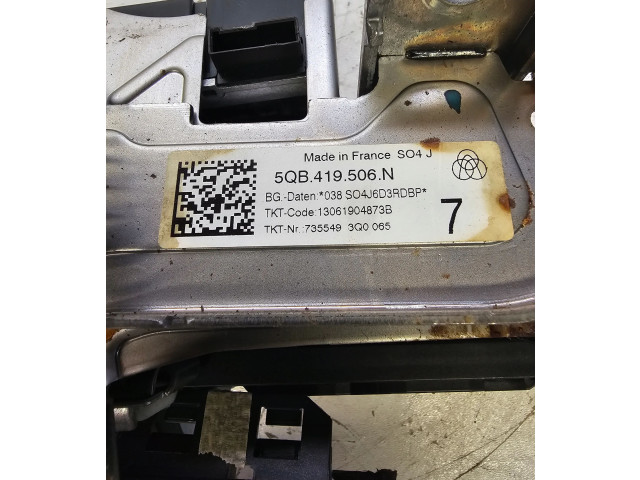 Made in France SO4 J
5QB.419.506.N
BG.-Daten:*038 SO4J6D3RDBP*
TKT-Code:13061904873B
TKT-Nr.:735549 3Q0 065
7